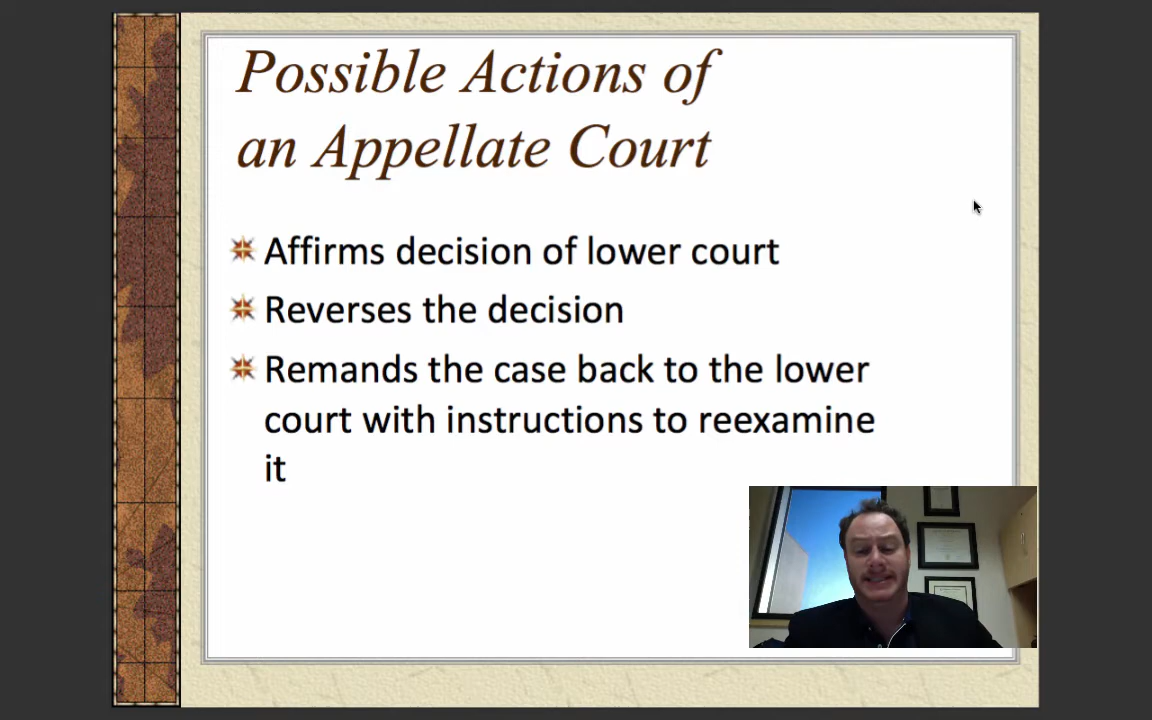 Possible Actions of
an Appellate Court
Affirms decision of lower court
Reverses the decision
Remands the case back to the lower
court with instructions to reexamine
it